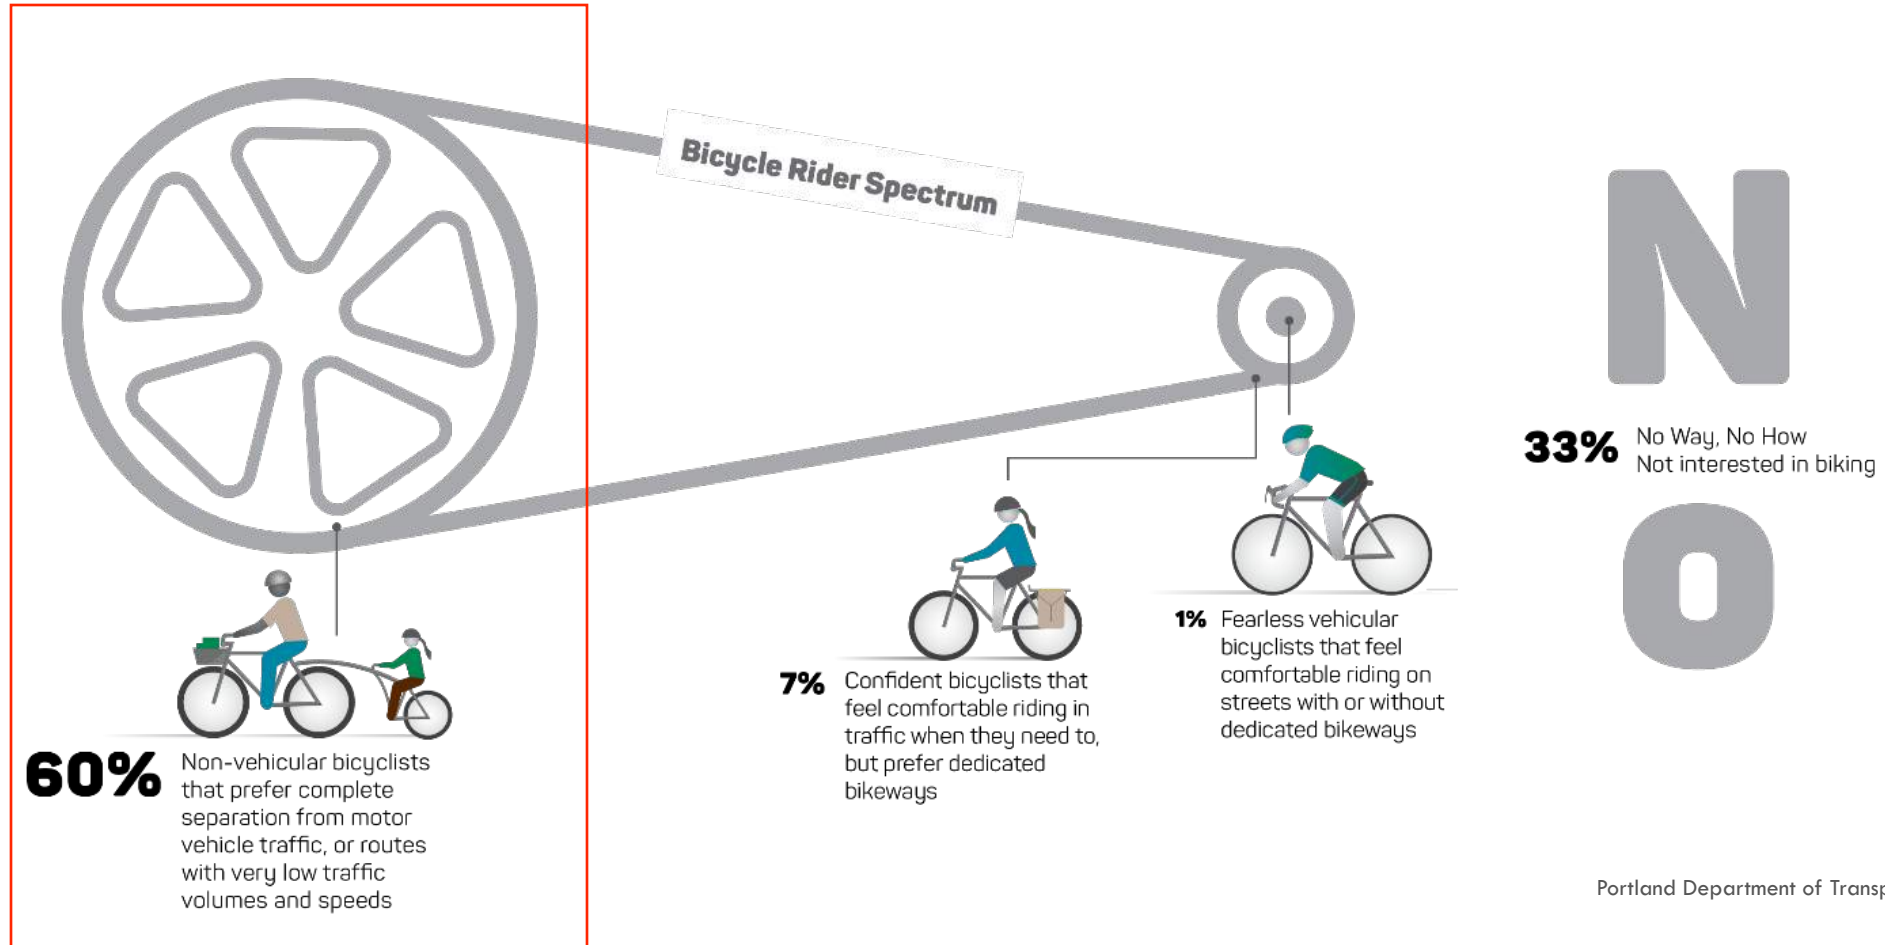 Bicycle Rider Spectrum
60%
Non-vehicular bicyclists
that prefer complete
separation from motor
vehicle traffic, or routes
with very low traffic
volumes and speeds
7%
Confident bicyclists that
feel comfortable riding in
traffic when they need to,
but prefer dedicated
bikeways
1%
Fearless vehicular
bicyclists that feel
comfortable riding on
streets with or without
dedicated bikeways
N
33%
No Way, No How
Not interested in biking
O
Portland Department of Transp